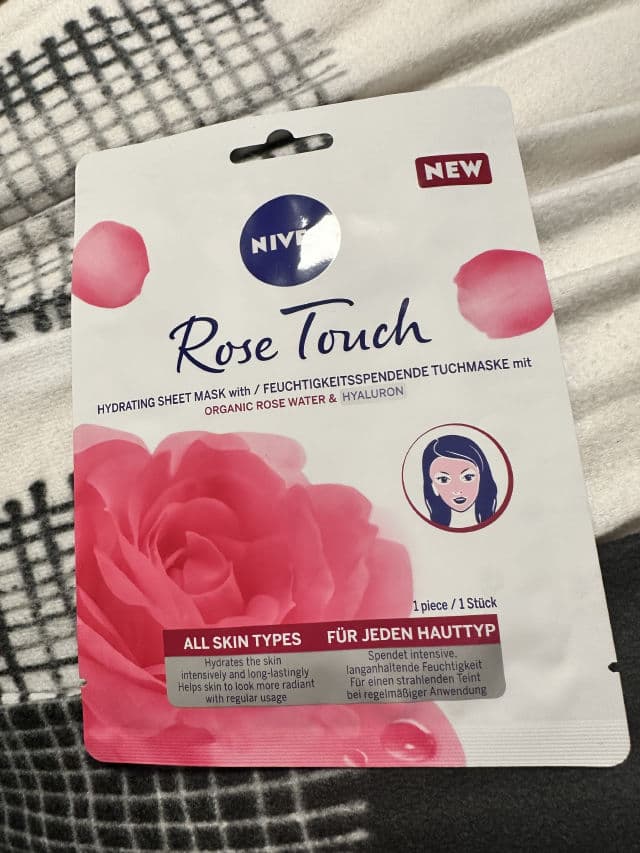 NEW
Rose Touch
HYDRATING SHEET MASK with / FEUCHTIGKEITSSPENDENDE TUCHMASKE mit
ORGANIC ROSE WATER & HYALURON
1 piece / 1 Stück
ALL SKIN TYPES
Hydrates the skin
intensively and long-lastingly
Helps skin to look more radiant
with regular usage
FÜR JEDEN HAUTTYP
Spendet intensive,
langanhaltende Feuchtigkeit
Für einen strahlenden Teint
bei regelmäßiger Anwendung